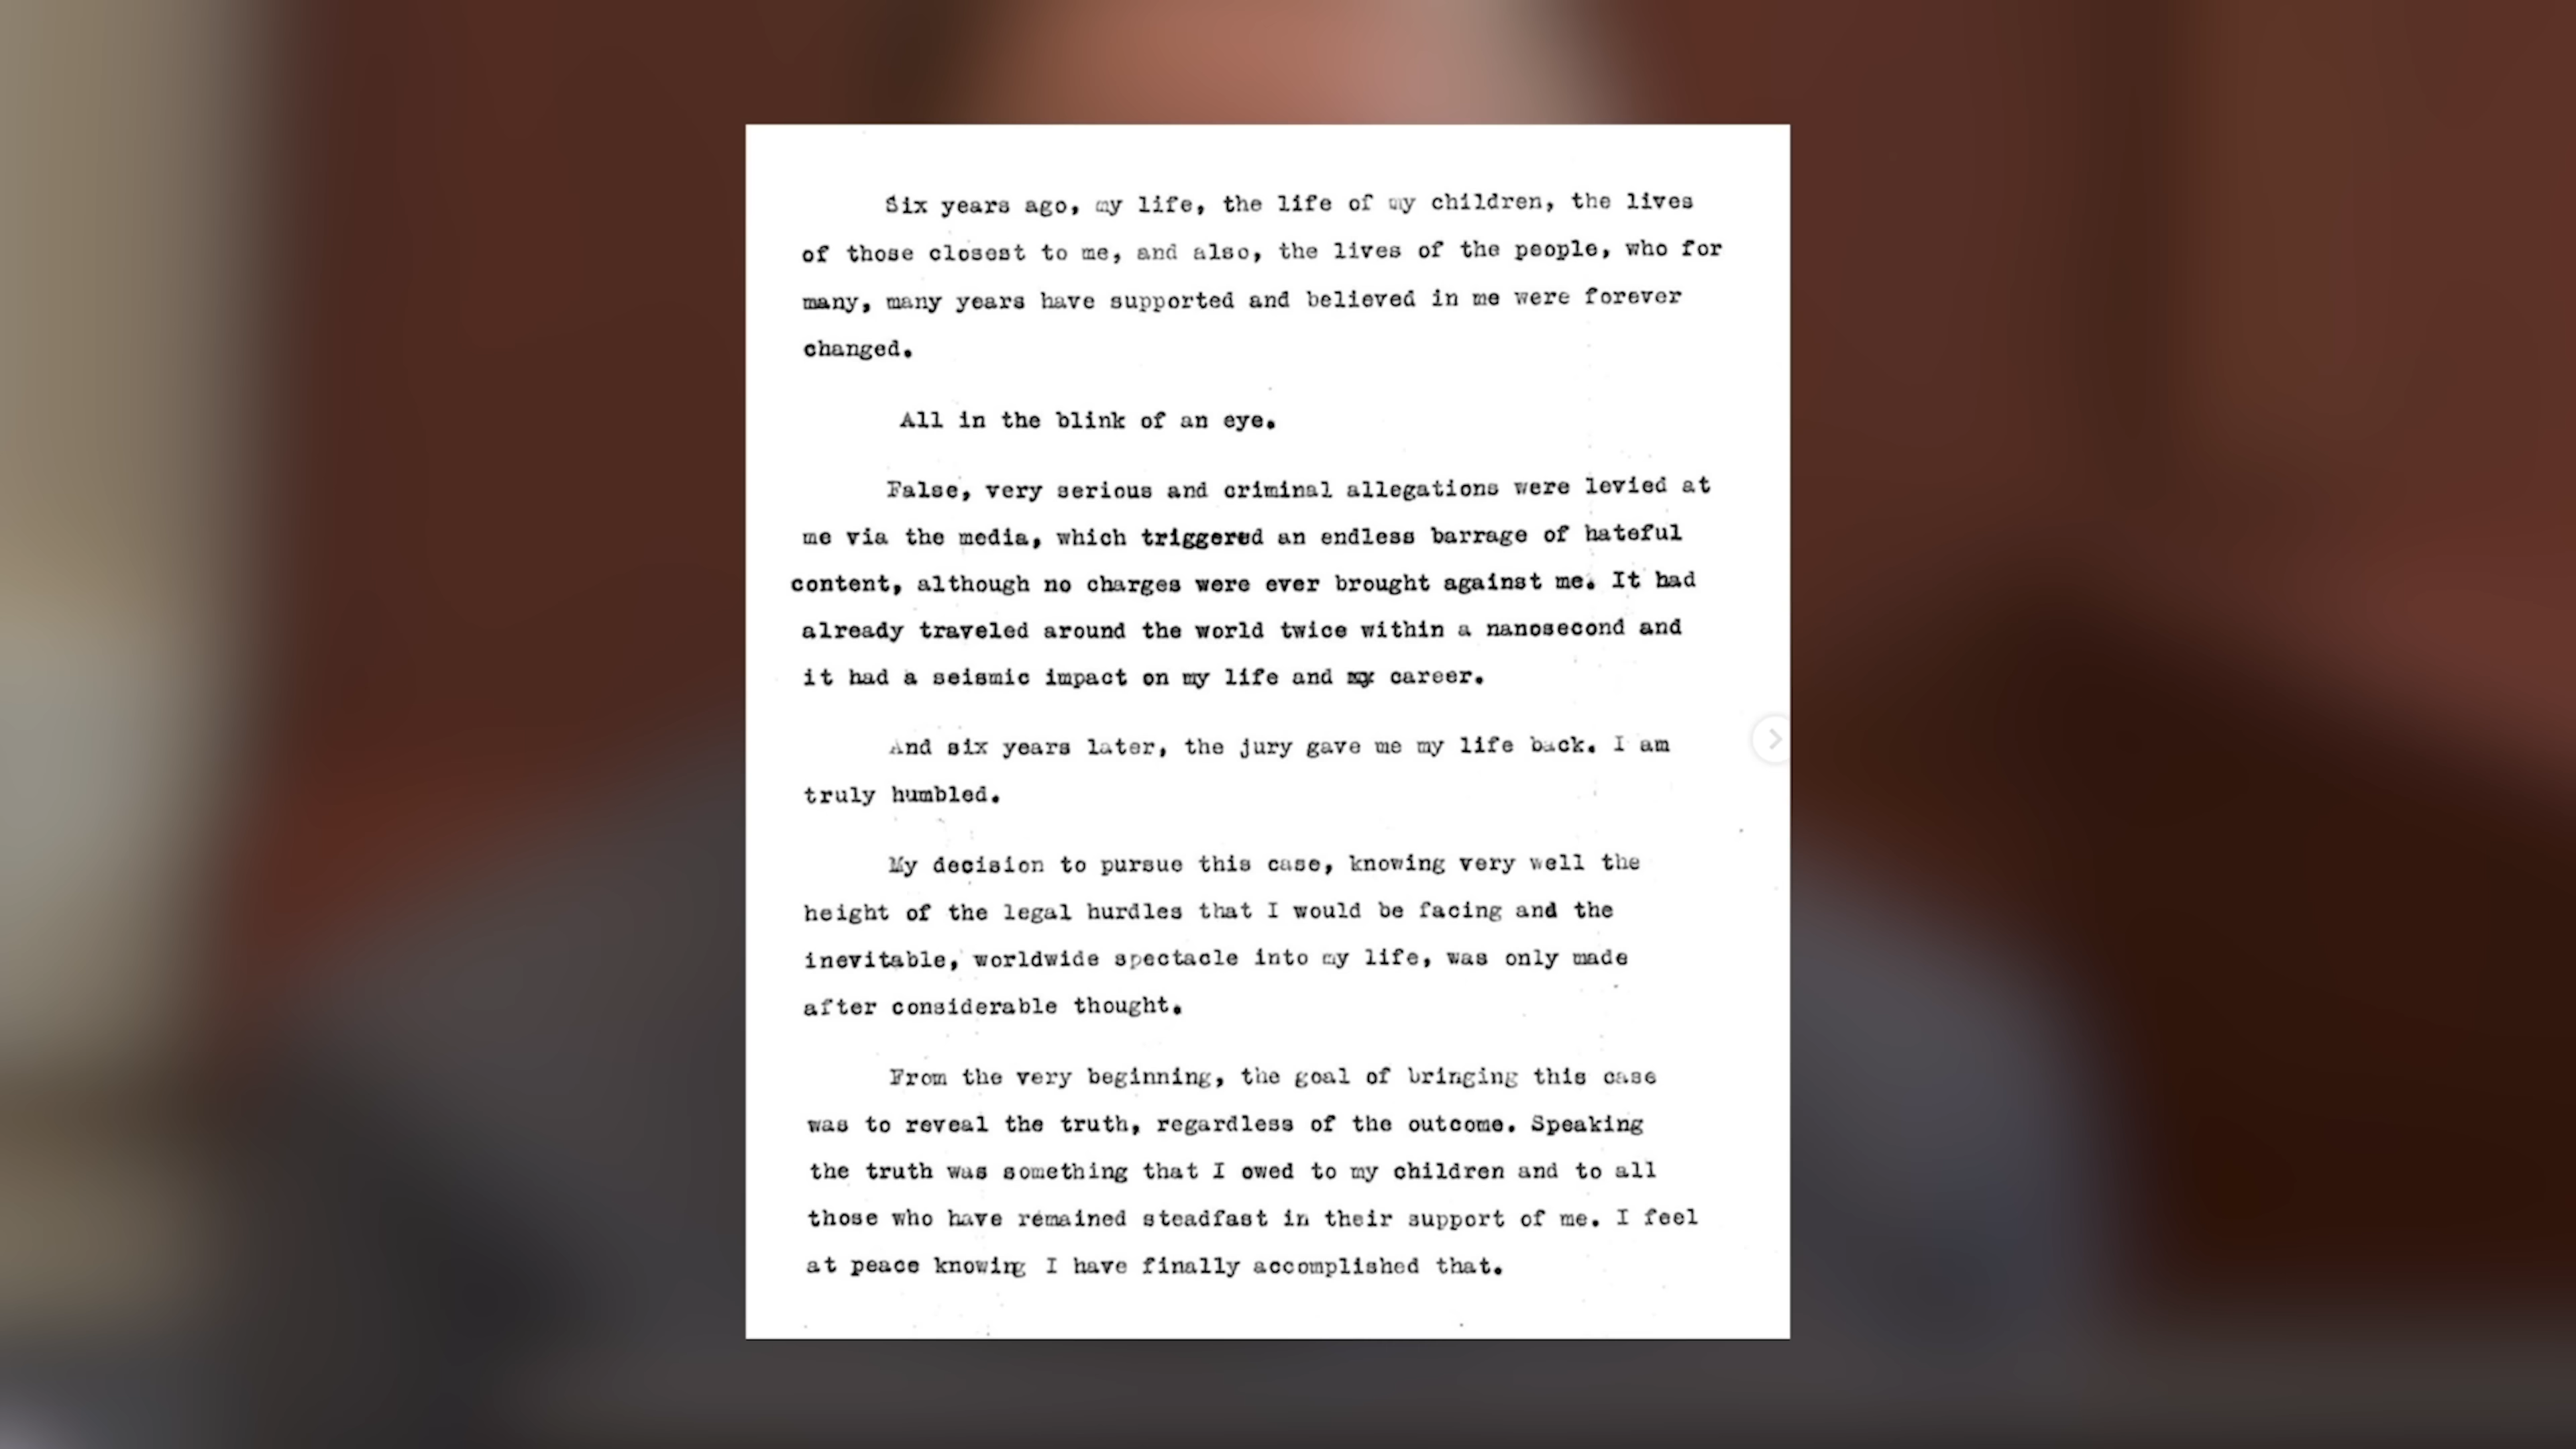 Six years ago, my life, the life of my children, the lives
of those closest to me, and also, the lives of the people, who for
many, many years have supported and believed in me were forever
changed.
All in the blink of an eye.
False, very serious and criminal allegations were levied at
me via the media, which triggered an endless barrage of hateful
content, although no charges were ever brought against me. It had
already traveled around the world twice within a nanosecond and
it had a seismic impact on my life and my career.
And six years later, the jury gave me my life back. I am
truly humbled.
My decision to pursue this case, knowing very well the
height of the legal hurdles that I would be facing and the
inevitable, worldwide spectacle into my life, was only made
after considerable thought.
From the very beginning, the goal of bringing this case
was to reveal the truth, regardless of the outcome. Speaking
the truth was something that I owed to my children and to all
those who have remained steadfast in their support of me. I feel
at peace knowing I have finally accomplished that.